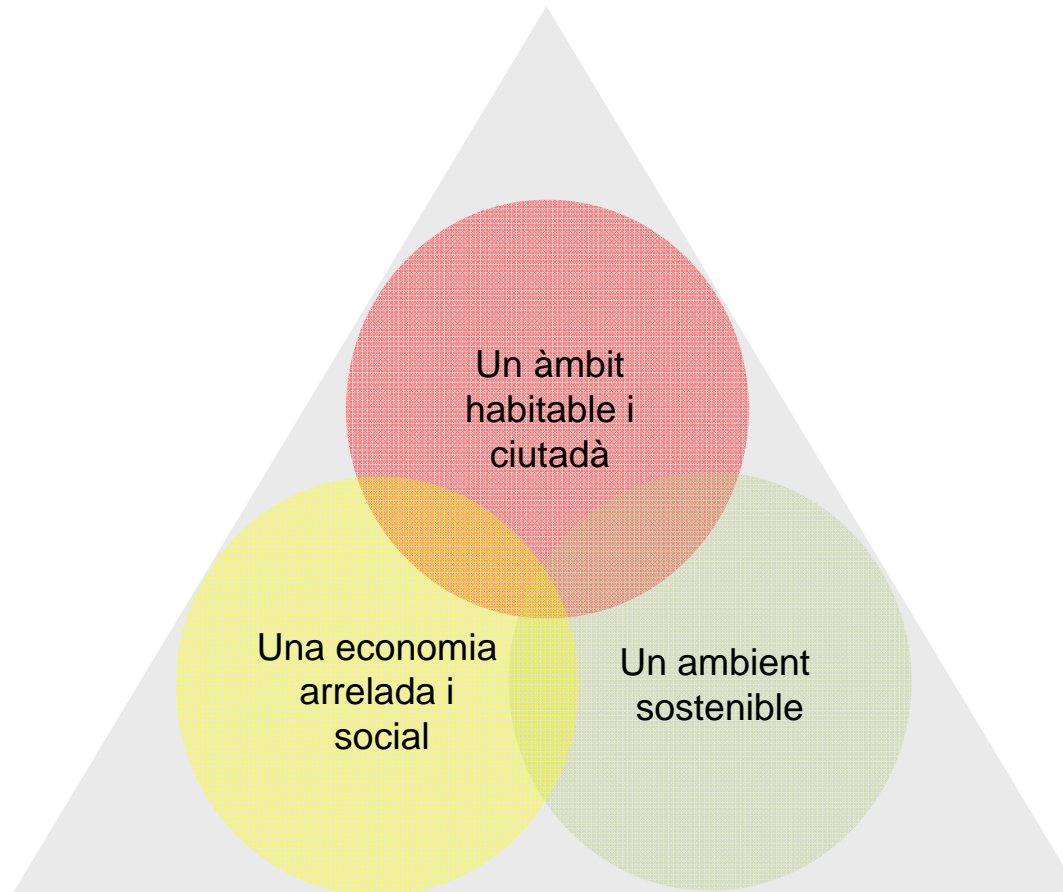 Un àmbit
habitable i
ciutadà
Una economia
arrelada i
social
Un ambient
sostenible